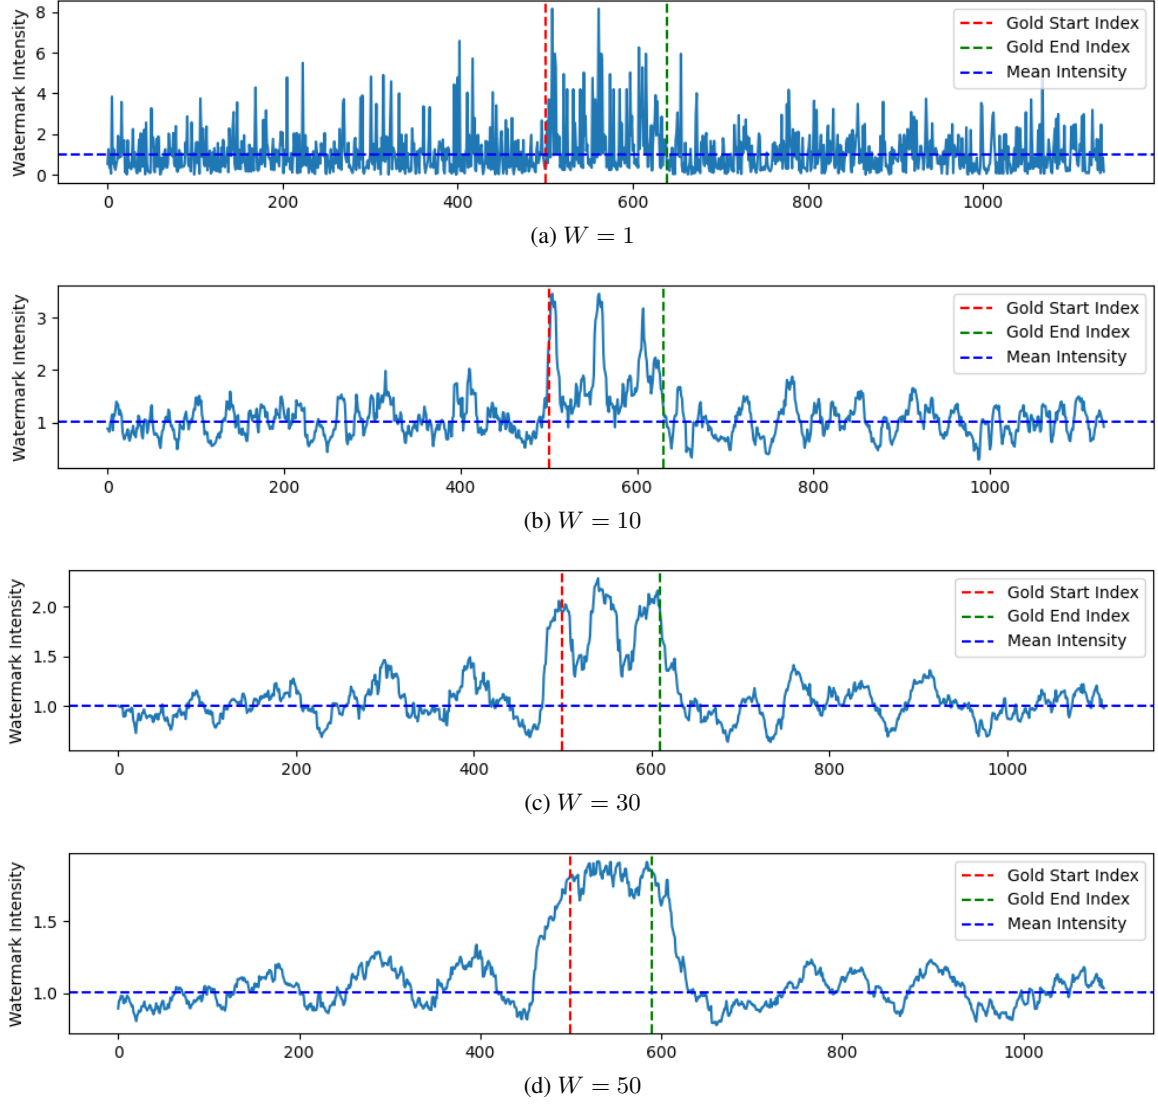 8
6
4
2
0
Watermark Intensity
Gold Start Index
Gold End Index
Mean Intensity
0 200 400 600 800 1000
(a) W = 1
3
2
1
Watermark Intensity
Gold Start Index
Gold End Index
Mean Intensity
0 200 400 600 800 1000
(b) W = 10
2.0
1.5
1.0
Watermark Intensity
Gold Start Index
Gold End Index
Mean Intensity
0 200 400 600 800 1000
(c) W = 30
1.5
1.0
Watermark Intensity
Gold Start Index
Gold End Index
Mean Intensity
0 200 400 600 800 1000
(d) W = 50